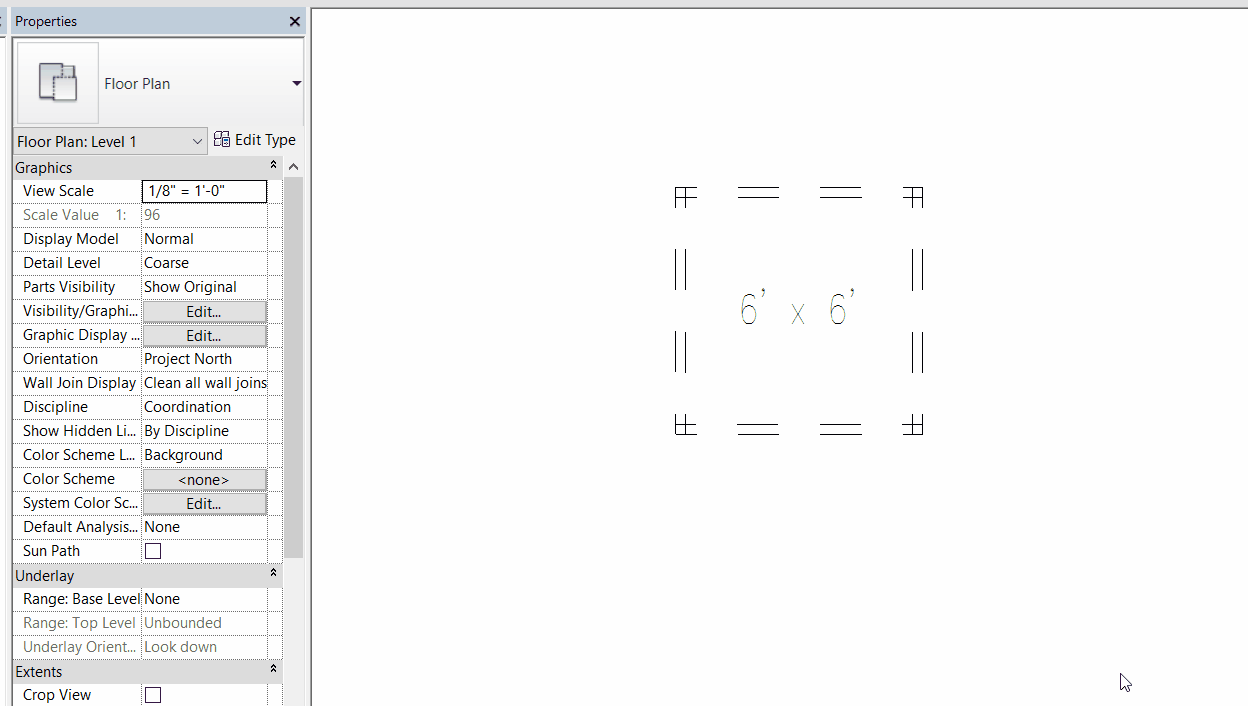 Properties
Floor Plan
Floor Plan: Level 1 Edit Type
Graphics
View Scale 1/8" = 1'-0"
Scale Value 1: 96
Display Model Normal
Detail Level Coarse
Parts Visibility Show Original
Visibility/Graphi... Edit...
Graphic Display ... Edit...
Orientation Project North
Wall Join Display Clean all wall joins
Discipline Coordination
Show Hidden Li... By Discipline
Color Scheme L... Background
Color Scheme <none>
System Color Sc... Edit...
Default Analysis... None
Sun Path
Underlay
Range: Base Level None
Range: Top Level Unbounded
Underlay Orient... Look down
Extents
Crop View
6' x 6'